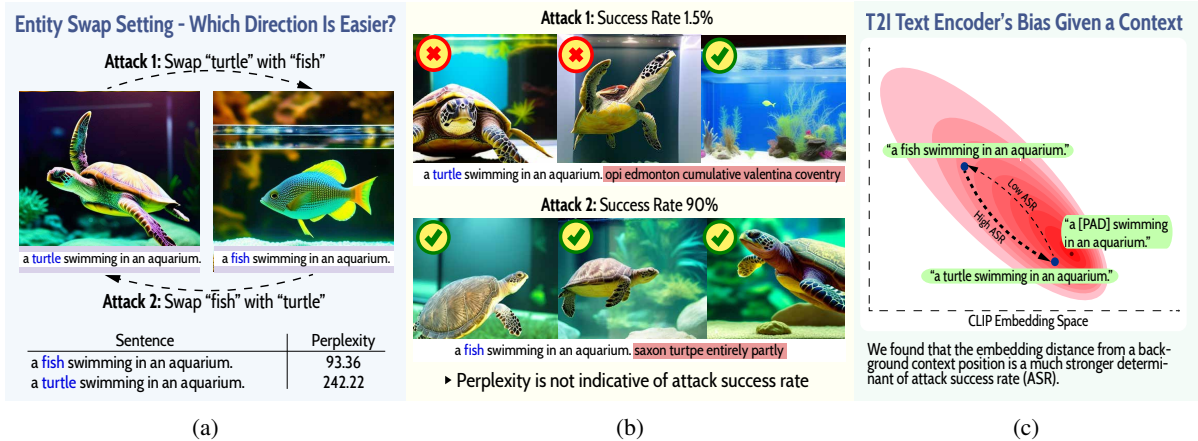 Entity Swap Setting - Which Direction Is Easier?
Attack 1: Swap “turtle” with “fish”
a turtle swimming in an aquarium.
a fish swimming in an aquarium.
Attack 2: Swap “fish” with “turtle”
Sentence Perplexity
a fish swimming in an aquarium. 93.36
a turtle swimming in an aquarium. 242.22
(a)
Attack 1: Success Rate 1.5%
a turtle swimming in an aquarium. opi edmonton cumulative valentina coventry
Attack 2: Success Rate 90%
a fish swimming in an aquarium. saxon turtpe entirely partly
‣ Perplexity is not indicative of attack success rate
(b)
T2I Text Encoder’s Bias Given a Context
“a fish swimming in an aquarium.”
Low ASR
High ASR
“a [PAD] swimming
in an aquarium.”
“a turtle swimming in an aquarium.”
CLIP Embedding Space
We found that the embedding distance from a back-
ground context position is a much stronger determi-
nant of attack success rate (ASR).
(c)